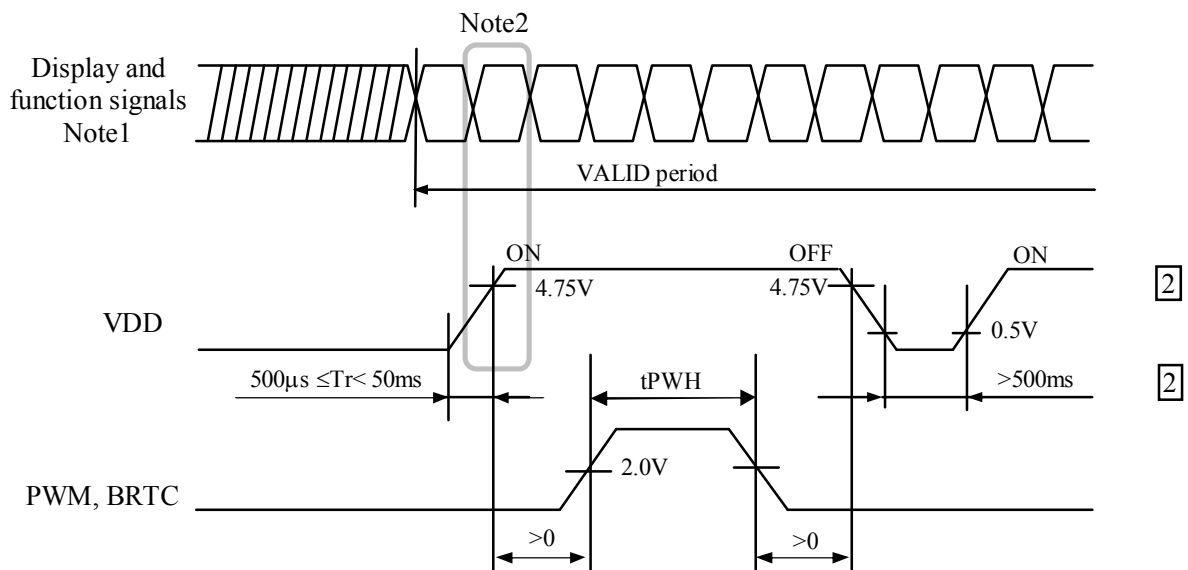 Note2
Display and
function signals
Note1
VALID period
ON
OFF
ON
4.75V
4.75V
2
VDD
0.5V
500μs ≤Tr< 50ms
tPWH
>500ms
2
2.0V
PWM, BRTC
>0
>0